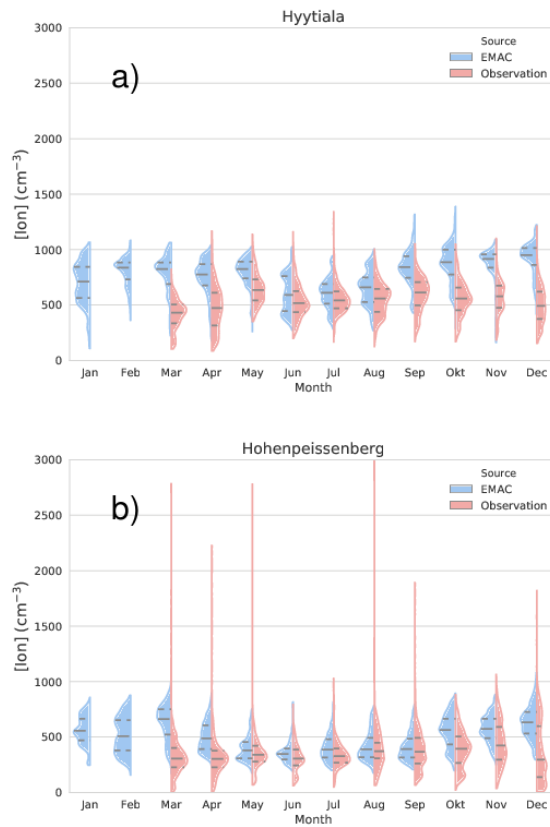 Hyytiala
3000
Source
EMAC
Observation
a)
2500
2000
[Ion] (cm⁻³)
1500
1000
500
0
Jan Feb Mar Apr May Jun Jul Aug Sep Okt Nov Dec
Month
Hohenpeissenberg
3000
Source
EMAC
Observation
b)
2500
2000
[Ion] (cm⁻³)
1500
1000
500
0
Jan Feb Mar Apr May Jun Jul Aug Sep Okt Nov Dec
Month